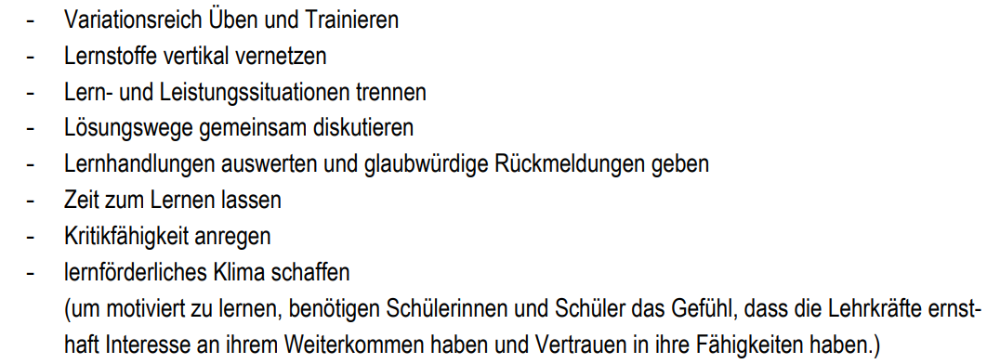 - Variationsreich Üben und Trainieren
- Lernstoffe vertikal vernetzen
- Lern- und Leistungssituationen trennen
- Lösungswege gemeinsam diskutieren
- Lernhandlungen auswerten und glaubwürdige Rückmeldungen geben
- Zeit zum Lernen lassen
- Kritikfähigkeit anregen
- lernförderliches Klima schaffen
(um motiviert zu lernen, benötigen Schülerinnen und Schüler das Gefühl, dass die Lehrkräfte ernst-
haft Interesse an ihrem Weiterkommen haben und Vertrauen in ihre Fähigkeiten haben.)